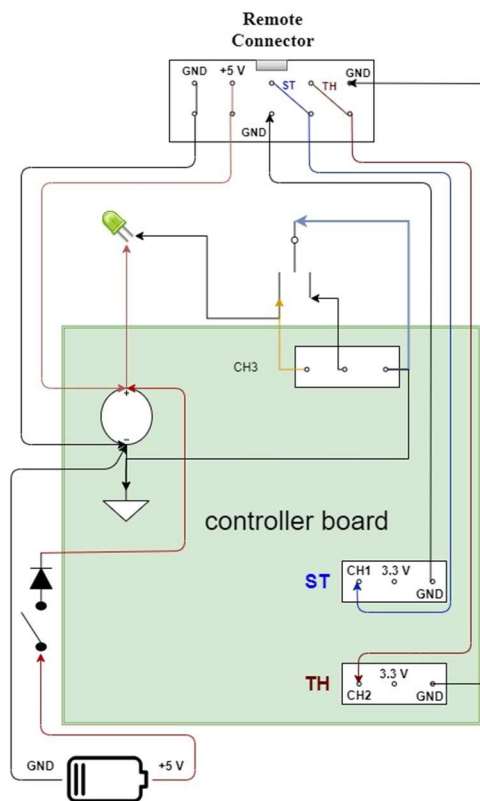 Remote
Connector
GND
+5 V
ST
TH
GND
GND
CH3
+
−
controller board
ST
CH1
3.3 V
GND
TH
3.3 V
CH2
GND
GND
+5 V